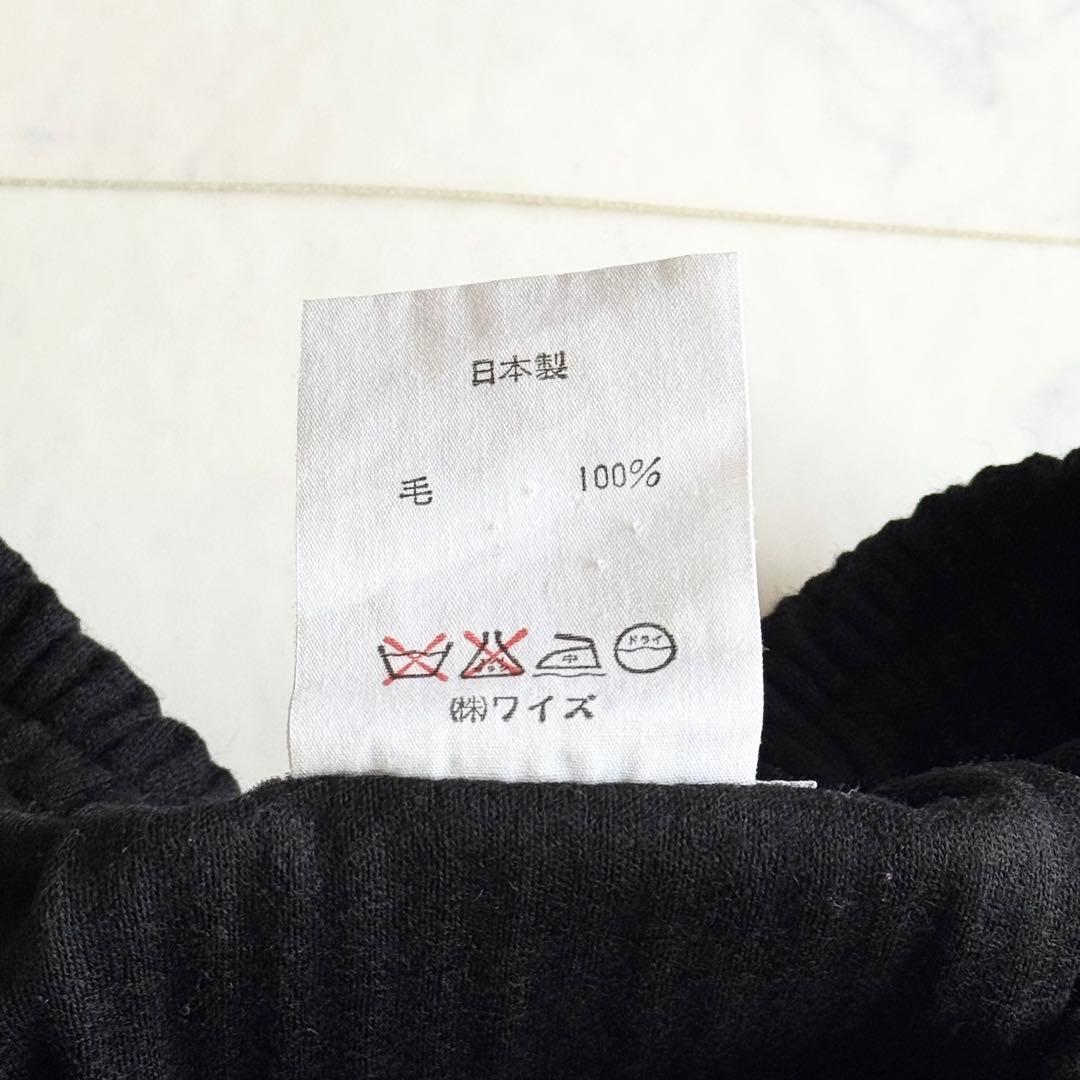 日本製
毛 100%
中 ドライ
(株)ワイズ